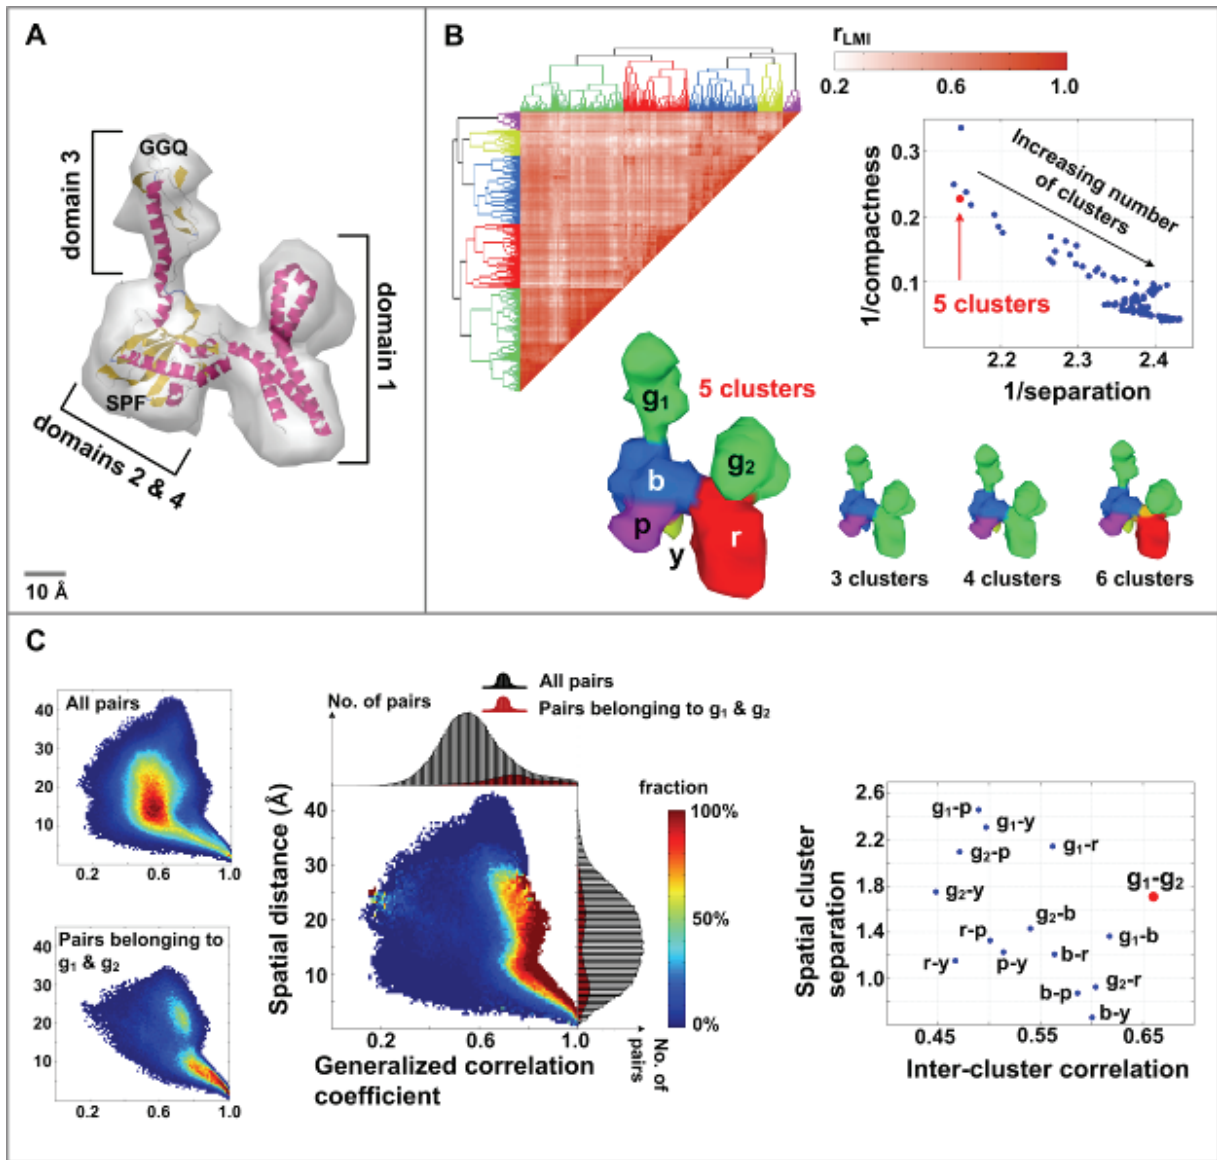 A
GGQ
domain 3
domain 1
SPF
domains 2 & 4
10 Å
B
rLMI
0.2
0.6
1.0
0.3
0.2
0.1
1/compactness
Increasing number
of clusters
5 clusters
2.2
2.3
2.4
1/separation
5 clusters
g1
g2
b
p
y
r
3 clusters
4 clusters
6 clusters
C
All pairs
40
30
20
10
0.2
0.6
1.0
Pairs belonging to
g1 & g2
40
30
20
10
0.2
0.6
1.0
All pairs
Pairs belonging to g1 & g2
No. of pairs
Spatial distance (Å)
40
30
20
10
0.2
0.6
1.0
Generalized correlation
coefficient
No. of
pairs
fraction
100%
50%
0%
Spatial cluster
separation
2.6
2.2
1.8
1.4
1.0
g1-p
g1-y
g2-p
g1-r
g2-y
g1-g2
g2-b
r-p
g1-b
r-y
p-y
b-r
g2-r
b-p
b-y
0.45
0.55
0.65
Inter-cluster correlation